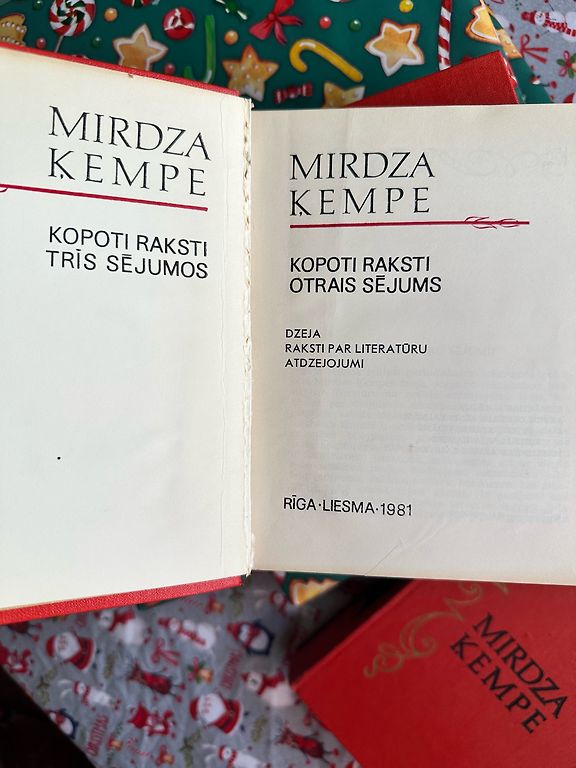 MIRDZA
ĶEMPE
KOPOTI RAKSTI
TRĪS SĒJUMOS
MIRDZA
ĶEMPE
KOPOTI RAKSTI
OTRAIS SĒJUMS
DZEJA
RAKSTI PAR LITERATŪRU
ATDZEJOJUMI
RĪGA·LIESMA·1981
MIRDZA
ĶEMPE